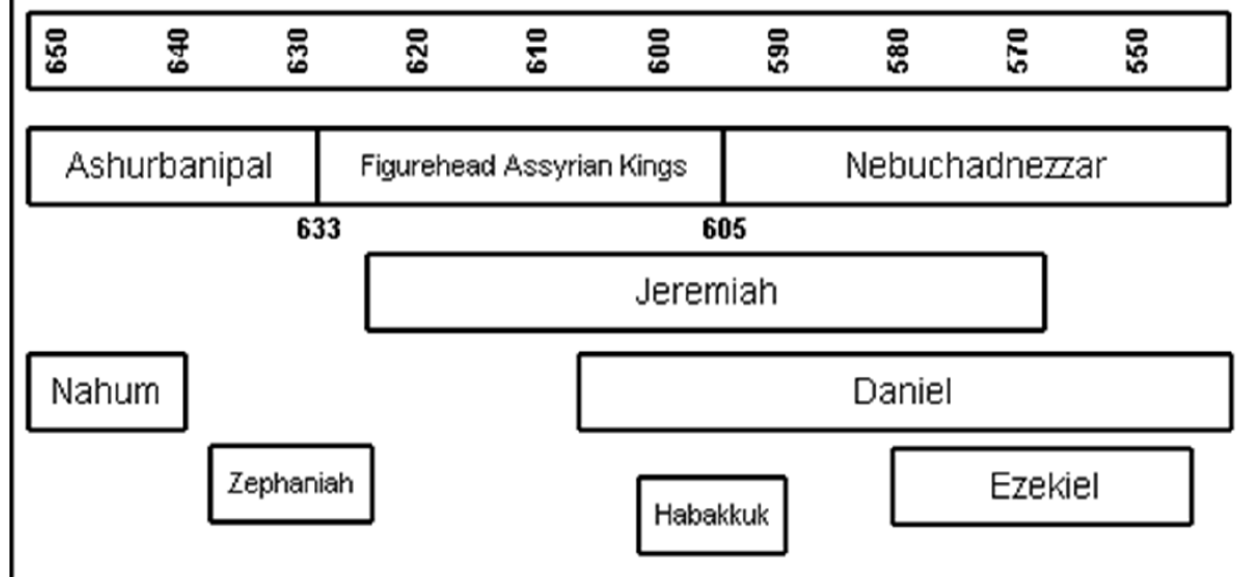 650 640 630 620 610 600 590 580 570 550
Ashurbanipal Figurehead Assyrian Kings Nebuchadnezzar
633 605
Jeremiah
Nahum Daniel
Zephaniah Habakkuk Ezekiel